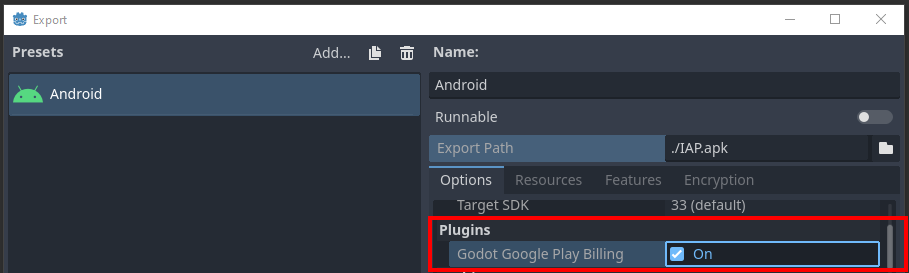 Export
Presets Add... Name:
Android Android
Runnable
Export Path ./IAP.apk
Options Resources Features Encryption
Target SDK 33 (default)
Plugins
Godot Google Play Billing On